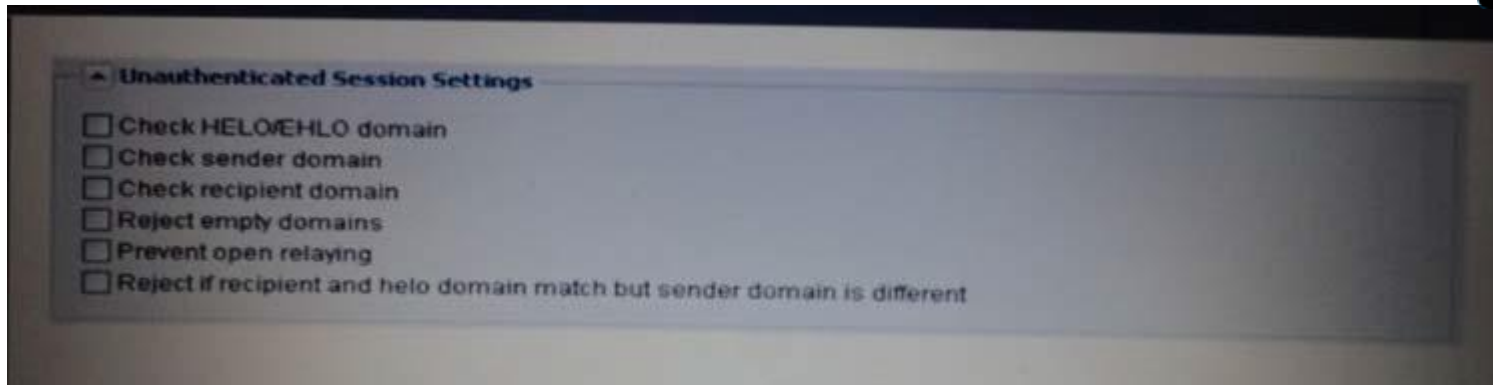 Unauthenticated Session Settings
Check HELO/EHLO domain
Check sender domain
Check recipient domain
Reject empty domains
Prevent open relaying
Reject if recipient and helo domain match but sender domain is different